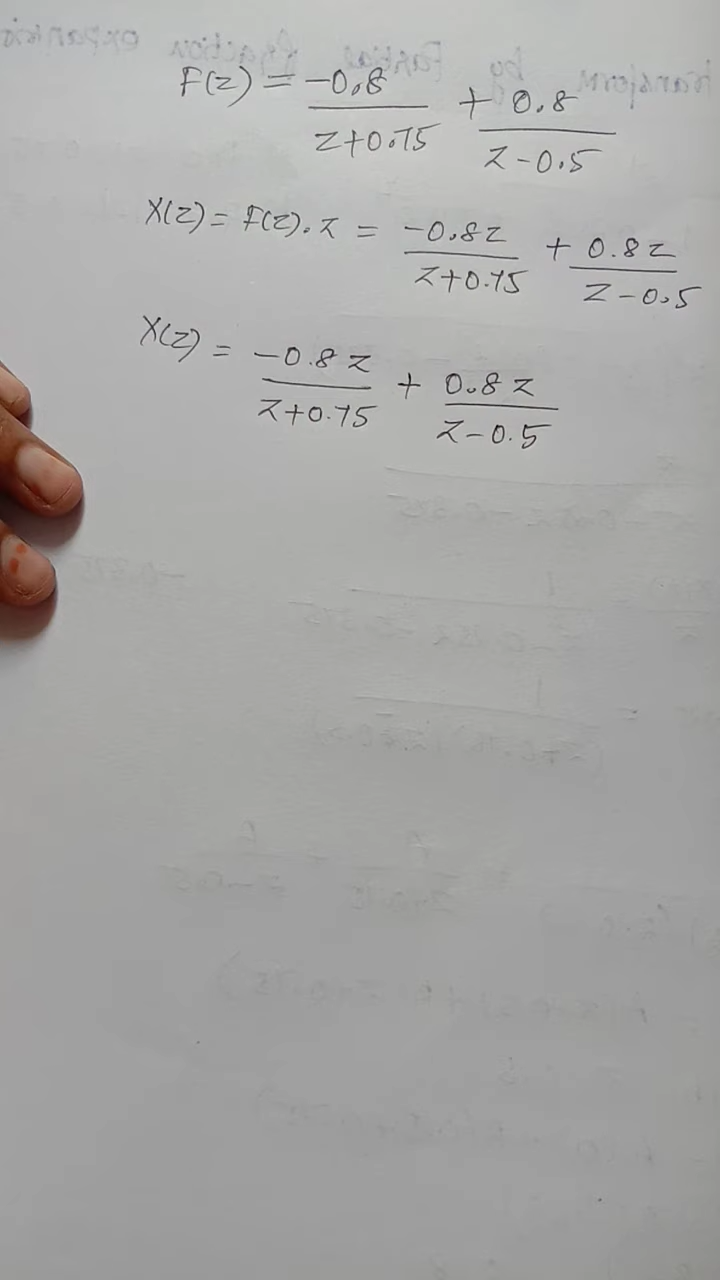 F(z) = -0.8/z+0.75 + 0.8/z-0.5
X(z) = F(z).z = -0.8z/z+0.75 + 0.8z/z-0.5
X(z) = -0.8z/z+0.75 + 0.8z/z-0.5